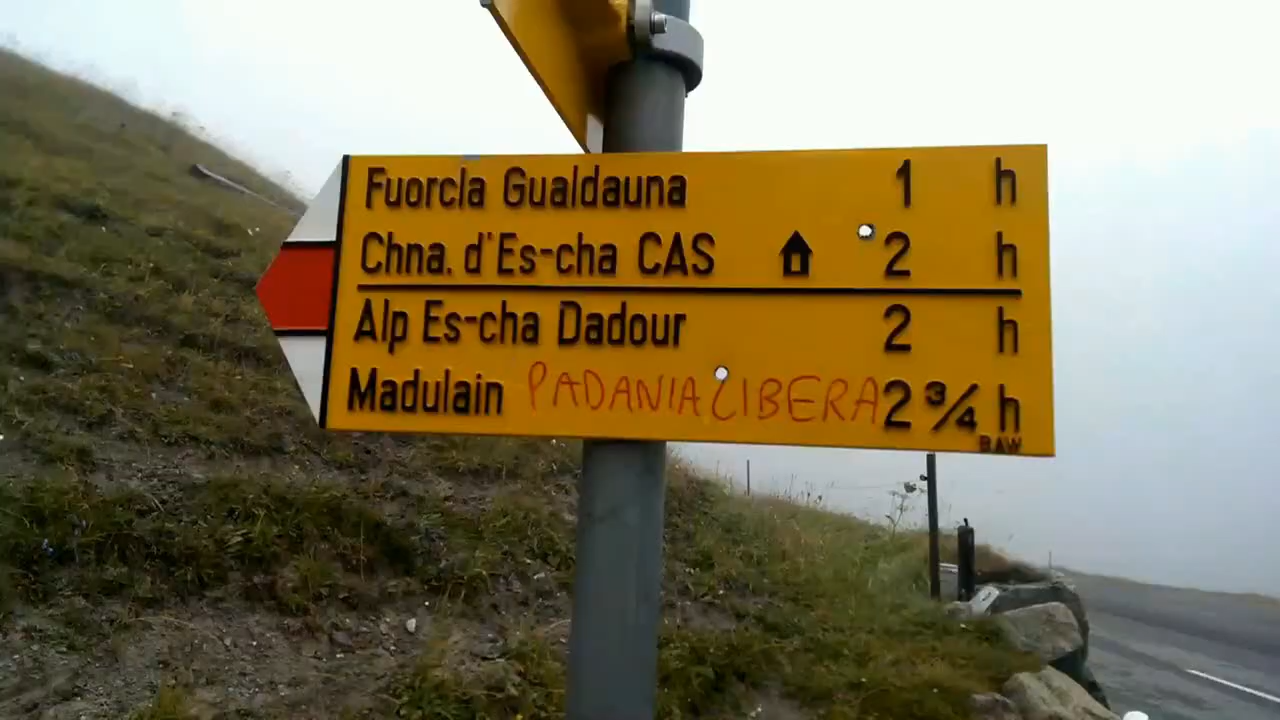 Fuorcla Gualdauna 1 h
Chna. d'Es-cha CAS 2 h
Alp Es-cha Dadour 2 h
Madulain PADANIA LIBERA 2 3/4 h
BAW